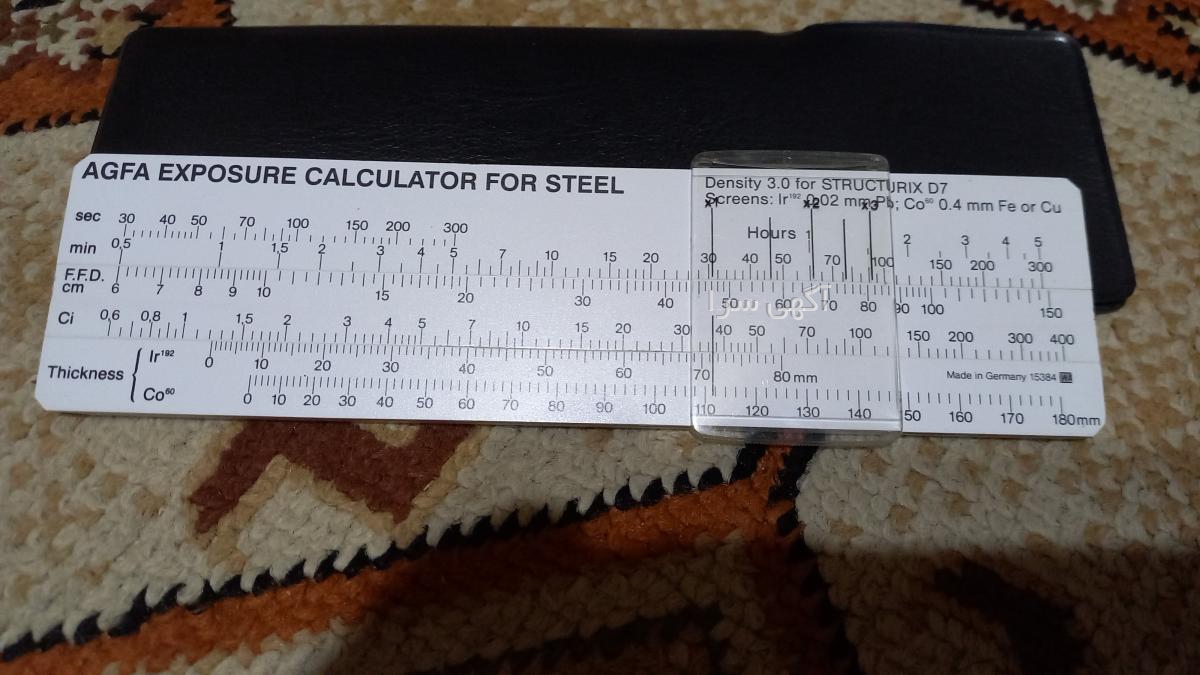 AGFA EXPOSURE CALCULATOR FOR STEEL
Density 3.0 for STRUCTURIX D7
Screens: Ir¹⁹² 0.02 mm Pb; Co⁶⁰ 0.4 mm Fe or Cu
x1 x2 x3
sec 30 40 50 70 100 150 200 300
Hours 1 2 3 4 5
min 0,5 1 1,5 2 3 4 5 7 10 15 20 30 40 50 70 100 150 200 300
F.F.D. cm 6 7 8 9 10 15 20 30 40 50 60 70 80 90 100 150
آگهی سرا
Ci 0,6 0,8 1 1,5 2 3 4 5 7 10 15 20 30 40 50 70 100 150 200 300 400
Thickness
Ir¹⁹² 0 10 20 30 40 50 60 70 80 mm
Made in Germany 15384
Co⁶⁰ 0 10 20 30 40 50 60 70 80 90 100 110 120 130 140 50 160 170 180mm